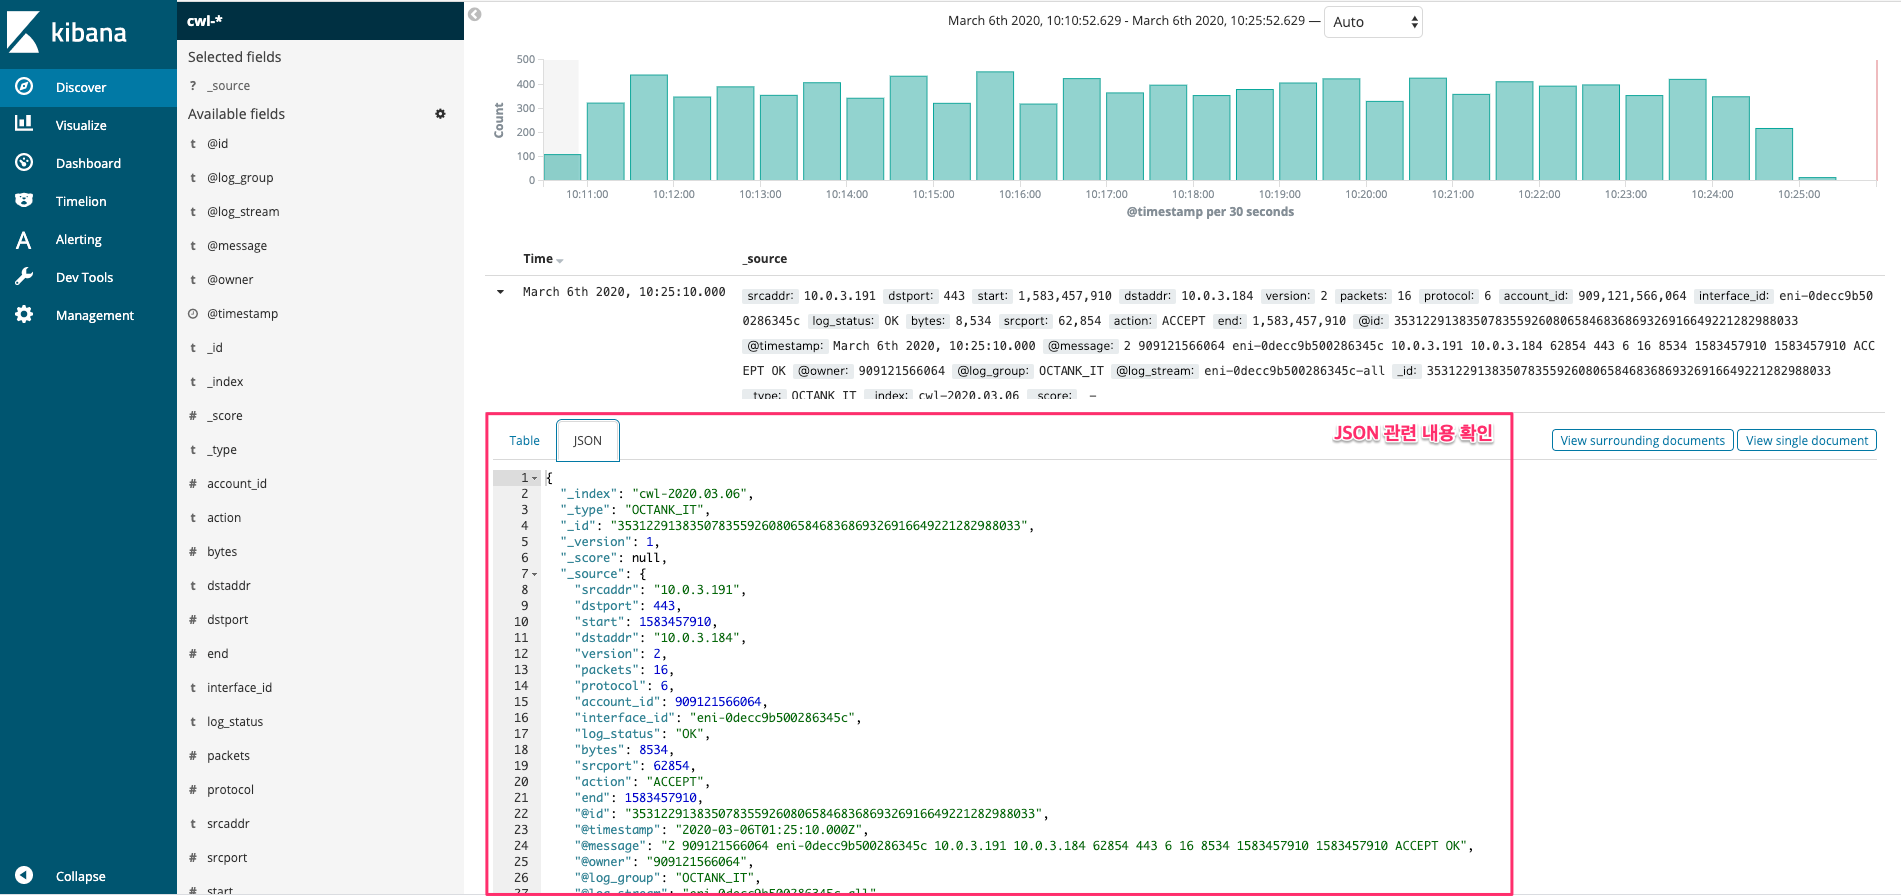 kibana
Discover
Visualize
Dashboard
Timelion
Alerting
Dev Tools
Management
Collapse
cwl-*
Selected fields
? _source
Available fields
t @id
t @log_group
t @log_stream
t @message
t @owner
@timestamp
t _id
t _index
# _score
t _type
# account_id
t action
# bytes
t dstaddr
# dstport
# end
t interface_id
t log_status
# packets
# protocol
t srcaddr
# srcport
# start
March 6th 2020, 10:10:52.629 - March 6th 2020, 10:25:52.629 — Auto
500
400
300
200
100
0
Count
10:11:00 10:12:00 10:13:00 10:14:00 10:15:00 10:16:00 10:17:00 10:18:00 10:19:00 10:20:00 10:21:00 10:22:00 10:23:00 10:24:00 10:25:00
@timestamp per 30 seconds
Time _source
March 6th 2020, 10:25:10.000 srcaddr: 10.0.3.191 dstport: 443 start: 1,583,457,910 dstaddr: 10.0.3.184 version: 2 packets: 16 protocol: 6 account_id: 909,121,566,064 interface_id: eni-0decc9b50
0286345c log_status: OK bytes: 8,534 srcport: 62,854 action: ACCEPT end: 1,583,457,910 @id: 35312291383507835592608065846836869326916649221282988033
@timestamp: March 6th 2020, 10:25:10.000 @message: 2 909121566064 eni-0decc9b500286345c 10.0.3.191 10.0.3.184 62854 443 6 16 8534 1583457910 1583457910 ACC
EPT OK @owner: 909121566064 @log_group: OCTANK_IT @log_stream: eni-0decc9b500286345c-all _id: 35312291383507835592608065846836869326916649221282988033
_type: OCTANK_IT _index: cwl-2020.03.06 _score: –
Table JSON JSON 관련 내용 확인 View surrounding documents View single document
1 {
2 "_index": "cwl-2020.03.06",
3 "_type": "OCTANK_IT",
4 "_id": "35312291383507835592608065846836869326916649221282988033",
5 "_version": 1,
6 "_score": null,
7 "_source": {
8 "srcaddr": "10.0.3.191",
9 "dstport": 443,
10 "start": 1583457910,
11 "dstaddr": "10.0.3.184",
12 "version": 2,
13 "packets": 16,
14 "protocol": 6,
15 "account_id": 909121566064,
16 "interface_id": "eni-0decc9b500286345c",
17 "log_status": "OK",
18 "bytes": 8534,
19 "srcport": 62854,
20 "action": "ACCEPT",
21 "end": 1583457910,
22 "@id": "35312291383507835592608065846836869326916649221282988033",
23 "@timestamp": "2020-03-06T01:25:10.000Z",
24 "@message": "2 909121566064 eni-0decc9b500286345c 10.0.3.191 10.0.3.184 62854 443 6 16 8534 1583457910 1583457910 ACCEPT OK",
25 "@owner": "909121566064",
26 "@log_group": "OCTANK_IT",
27 "@log_stream": "eni-0decc9b500286345c-all"